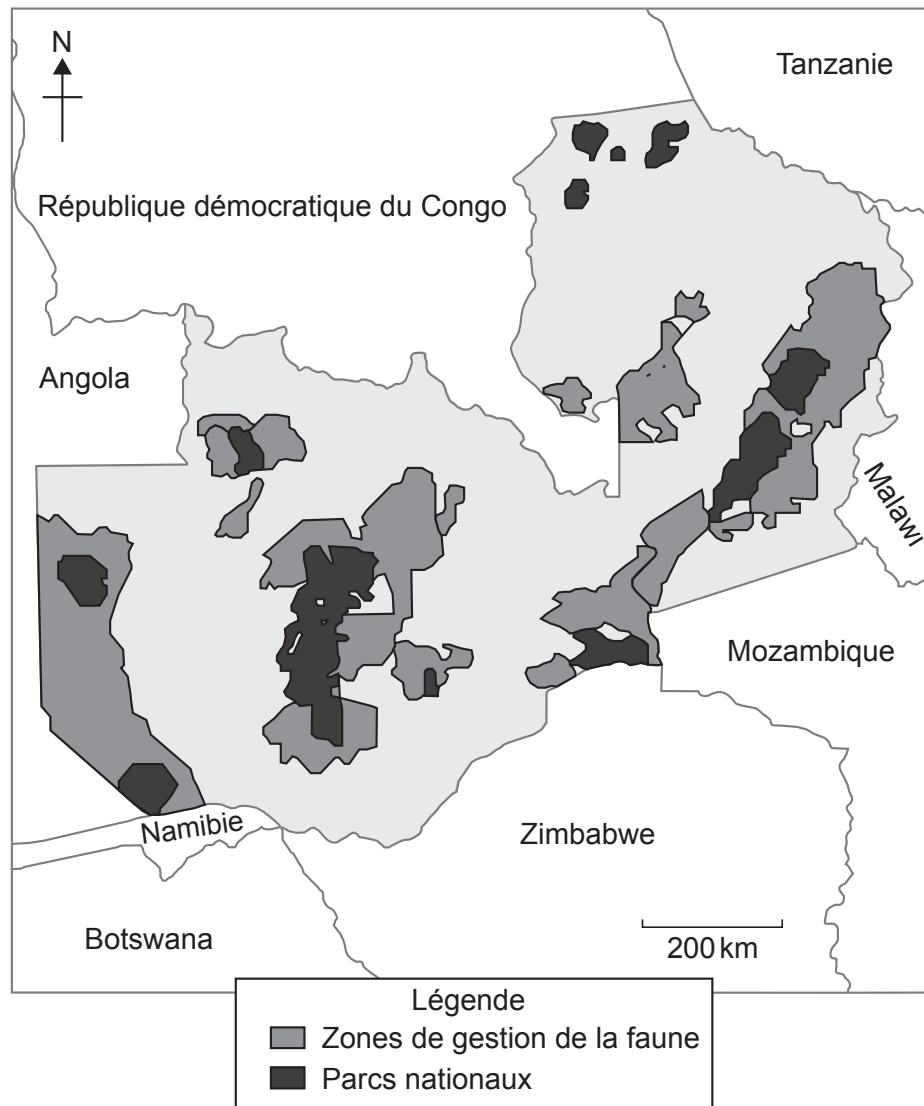 N
Tanzanie
République démocratique du Congo
Angola
Malawi
Mozambique
Namibie
Zimbabwe
Botswana
200 km
Légende
Zones de gestion de la faune
Parcs nationaux